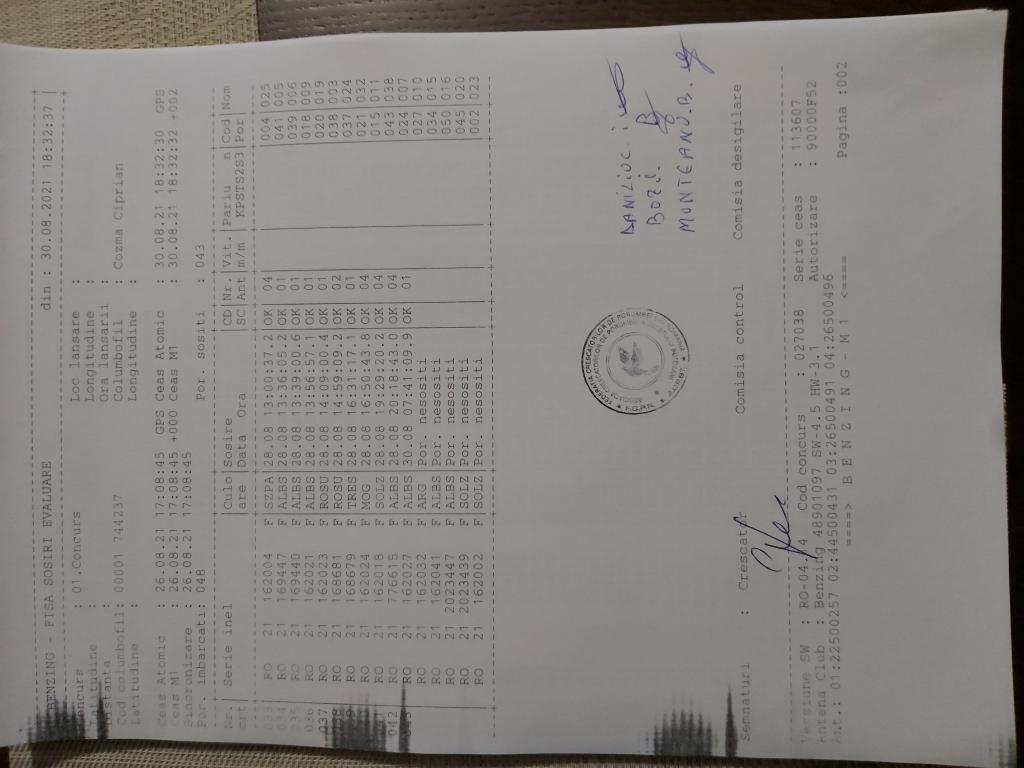 BENZING - FISA SOSIRI EVALUARE din : 30.08.2021 18:32:37
Concurs : 01.Concurs Loc lansare :
Latitudine : Longitudine :
Distanta : Ora lansarii :
Cod columbofil: 00001 744237 Columbofil : Cozma Ciprian
Latitudine : Longitudine :
Ceas Atomic : 26.08.21 17:08:45 GPS Ceas Atomic : 30.08.21 18:32:30 GPS
Ceas M1 : 26.08.21 17:08:45 +000 Ceas M1 : 30.08.21 18:32:32 +002
Sincronizare : 26.08.21 17:08:45
Por. imbarcati: 048 Por. sositi : 043
Nr. | Serie inel | Culo | Sosire | CD | Nr. | Vit. | Pariu n | Cod | Nom
crt | are | Data Ora | SC | Ant | m/m | KPSTS2S3 | Por |
033 RO 21 162004 F SZPA 28.08 13:00:37.2 OK 04 004 025
034 RO 21 169447 F ALBS 28.08 13:36:05.2 OK 01 041 005
035 RO 21 169440 F ALBS 28.08 13:39:00.6 OK 01 039 006
036 RO 21 162021 F ALBS 28.08 13:56:57.1 OK 01 018 009
037 RO 21 162023 F ROSU 28.08 14:09:00.4 OK 01 020 019
RO 21 168681 F ROSU 28.08 14:59:09.2 OK 02 038 003
RO 21 168679 F TRES 28.08 16:31:17.1 OK 01 037 024
RO 21 162024 F MOG 28.08 16:50:43.8 OK 04 021 032
RO 21 162018 F SOLZ 28.08 19:29:20.2 OK 04 015 011
042 RO 21 776615 F ALBS 28.08 20:18:43.0 OK 04 043 038
RO 21 162027 F ALBS 30.08 01:41:09.9 OK 01 024 007
RO 21 162032 F ARG Por. nesositi 027 010
RO 21 162041 F ALBS Por. nesositi 034 015
RO 21 2023447 F ALBS Por. nesositi 050 016
RO 21 2023439 F SOLZ Por. nesositi 045 020
RO 21 162002 F SOLZ Por. nesositi 002 023
DANILIUC.
BOZ
MONTEANU.B.
F.C.P.R.
Semnaturi : Crescator Comisia control Comisia desigilare
Versiune SW : RO-04.14 Cod concurs : 027038 Serie ceas : 113607
Antena Club : Benzing 48901097 SW-4.5 HW-3.1 Autorizare : 90000F52
Ant.: 01:22500257 02:44500431 03:26500491 04:26500496
====> B E N Z I N G - M 1 <==== Pagina :002